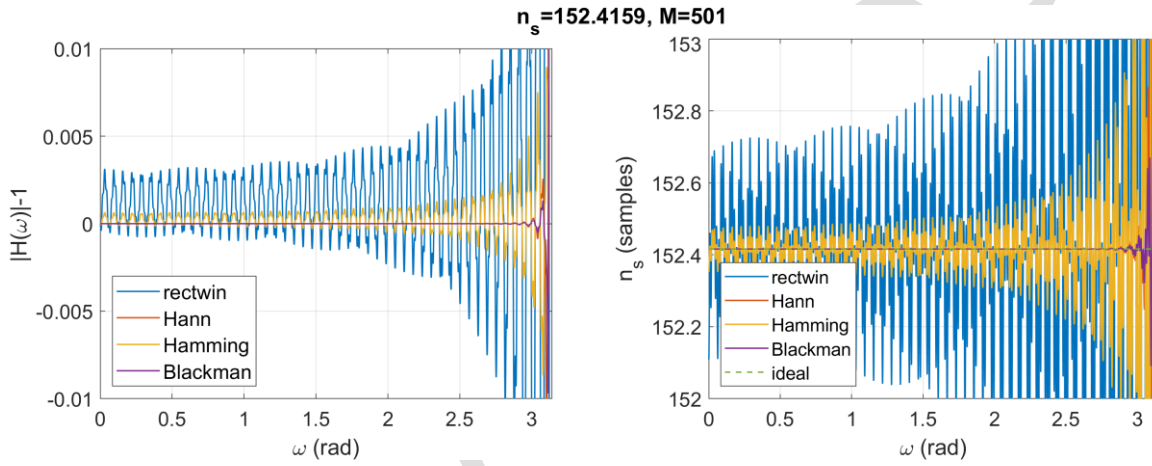 n_s=152.4159, M=501
|H(ω)|-1
0.01
0.005
0
-0.005
-0.01
rectwin
Hann
Hamming
Blackman
0 0.5 1 1.5 2 2.5 3
ω (rad)
n_s (samples)
153
152.8
152.6
152.4
152.2
152
rectwin
Hann
Hamming
Blackman
ideal
0 0.5 1 1.5 2 2.5 3
ω (rad)